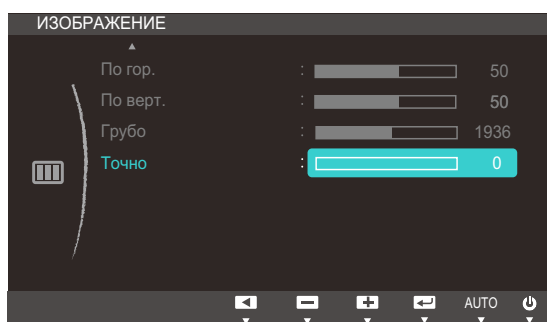 ИЗОБРАЖЕНИЕ
По гор. : 50
По верт. : 50
Грубо : 1936
Точно : 0
AUTO